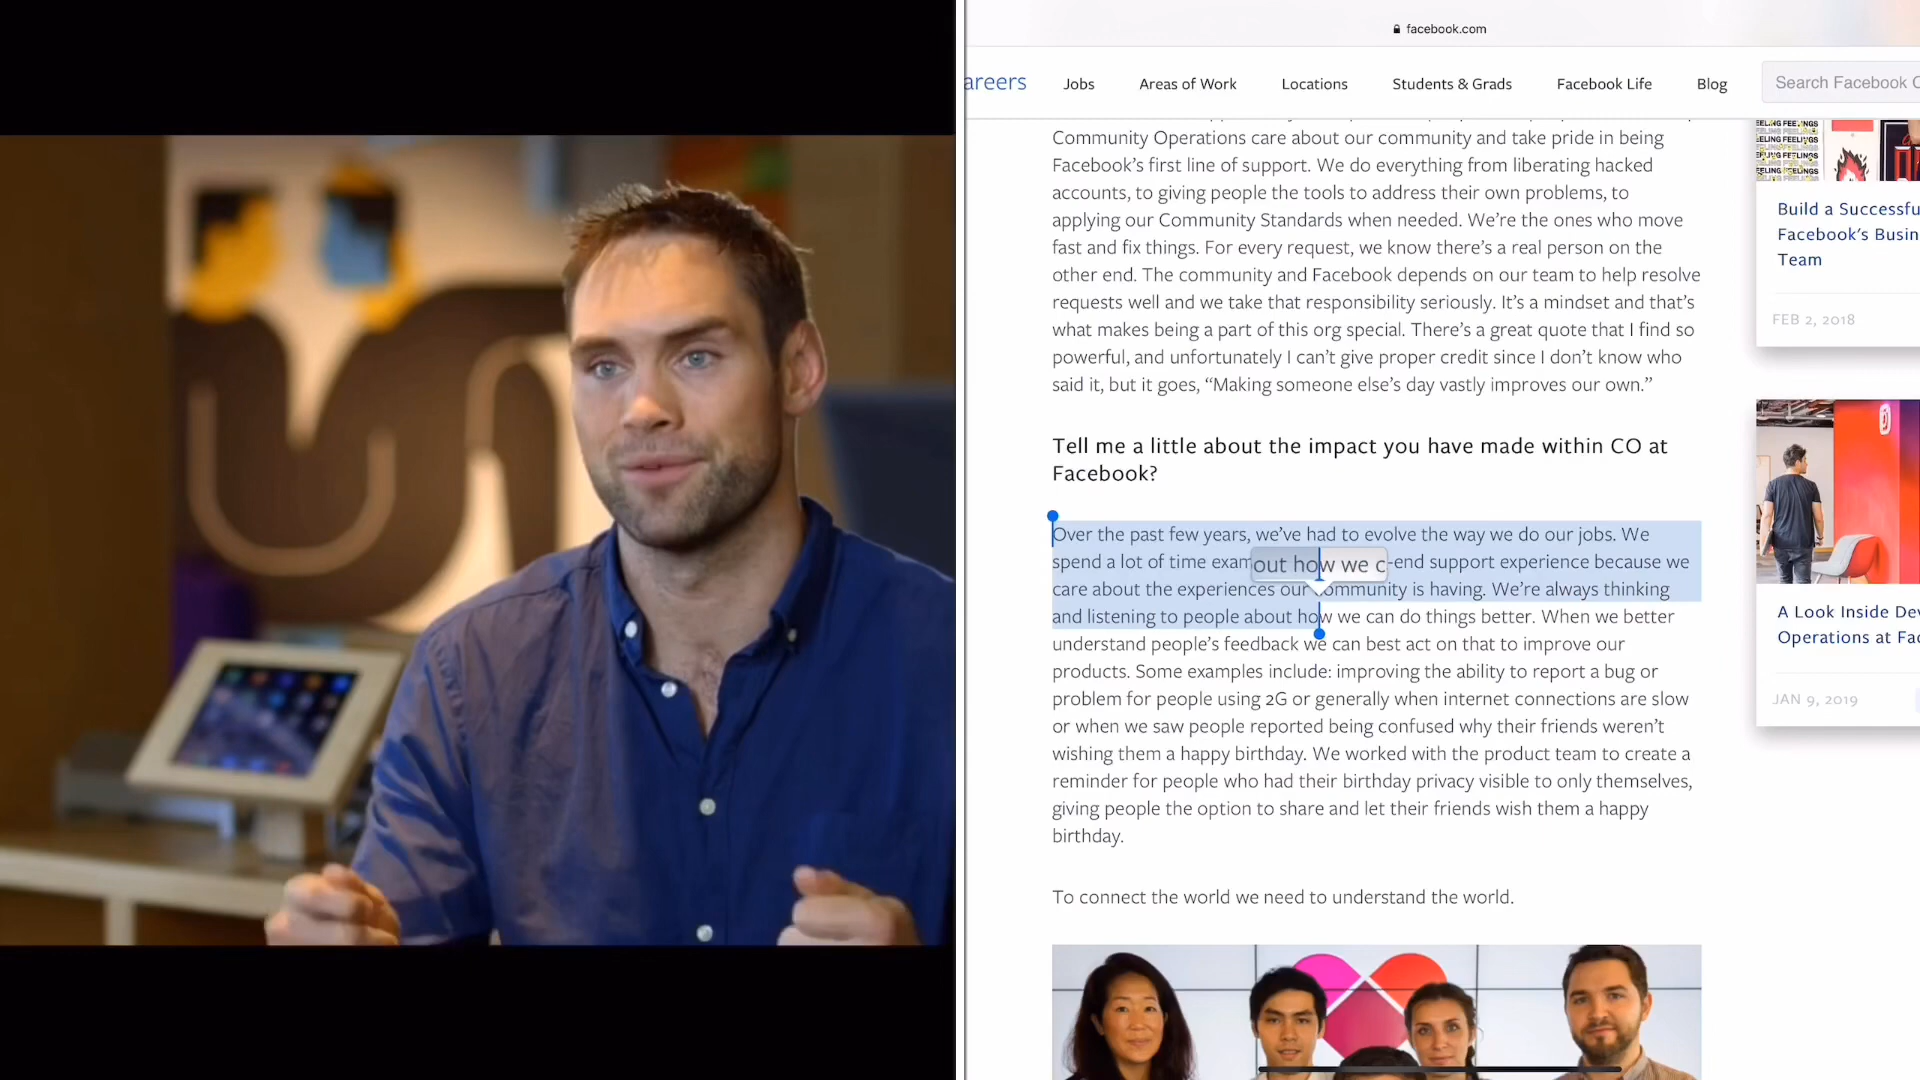 facebook.com
areers
Jobs
Areas of Work
Locations
Students & Grads
Facebook Life
Blog
Search Facebook C
Community Operations care about our community and take pride in being
Facebook’s first line of support. We do everything from liberating hacked
accounts, to giving people the tools to address their own problems, to
applying our Community Standards when needed. We’re the ones who move
fast and fix things. For every request, we know there’s a real person on the
other end. The community and Facebook depends on our team to help resolve
requests well and we take that responsibility seriously. It’s a mindset and that’s
what makes being a part of this org special. There’s a great quote that I find so
powerful, and unfortunately I can’t give proper credit since I don’t know who
said it, but it goes, “Making someone else’s day vastly improves our own.”
Tell me a little about the impact you have made within CO at
Facebook?
Over the past few years, we’ve had to evolve the way we do our jobs. We
spend a lot of time exam
out how we c
-end support experience because we
care about the experiences our community is having. We’re always thinking
and listening to people about how we can do things better. When we better
understand people’s feedback we can best act on that to improve our
products. Some examples include: improving the ability to report a bug or
problem for people using 2G or generally when internet connections are slow
or when we saw people reported being confused why their friends weren’t
wishing them a happy birthday. We worked with the product team to create a
reminder for people who had their birthday privacy visible to only themselves,
giving people the option to share and let their friends wish them a happy
birthday.
To connect the world we need to understand the world.
ELING FEELINGS
ELING FEELINGS
ELING FEELINGS
Build a Successfu
Facebook’s Busin
Team
FEB 2, 2018
A Look Inside Dev
Operations at Fac
JAN 9, 2019